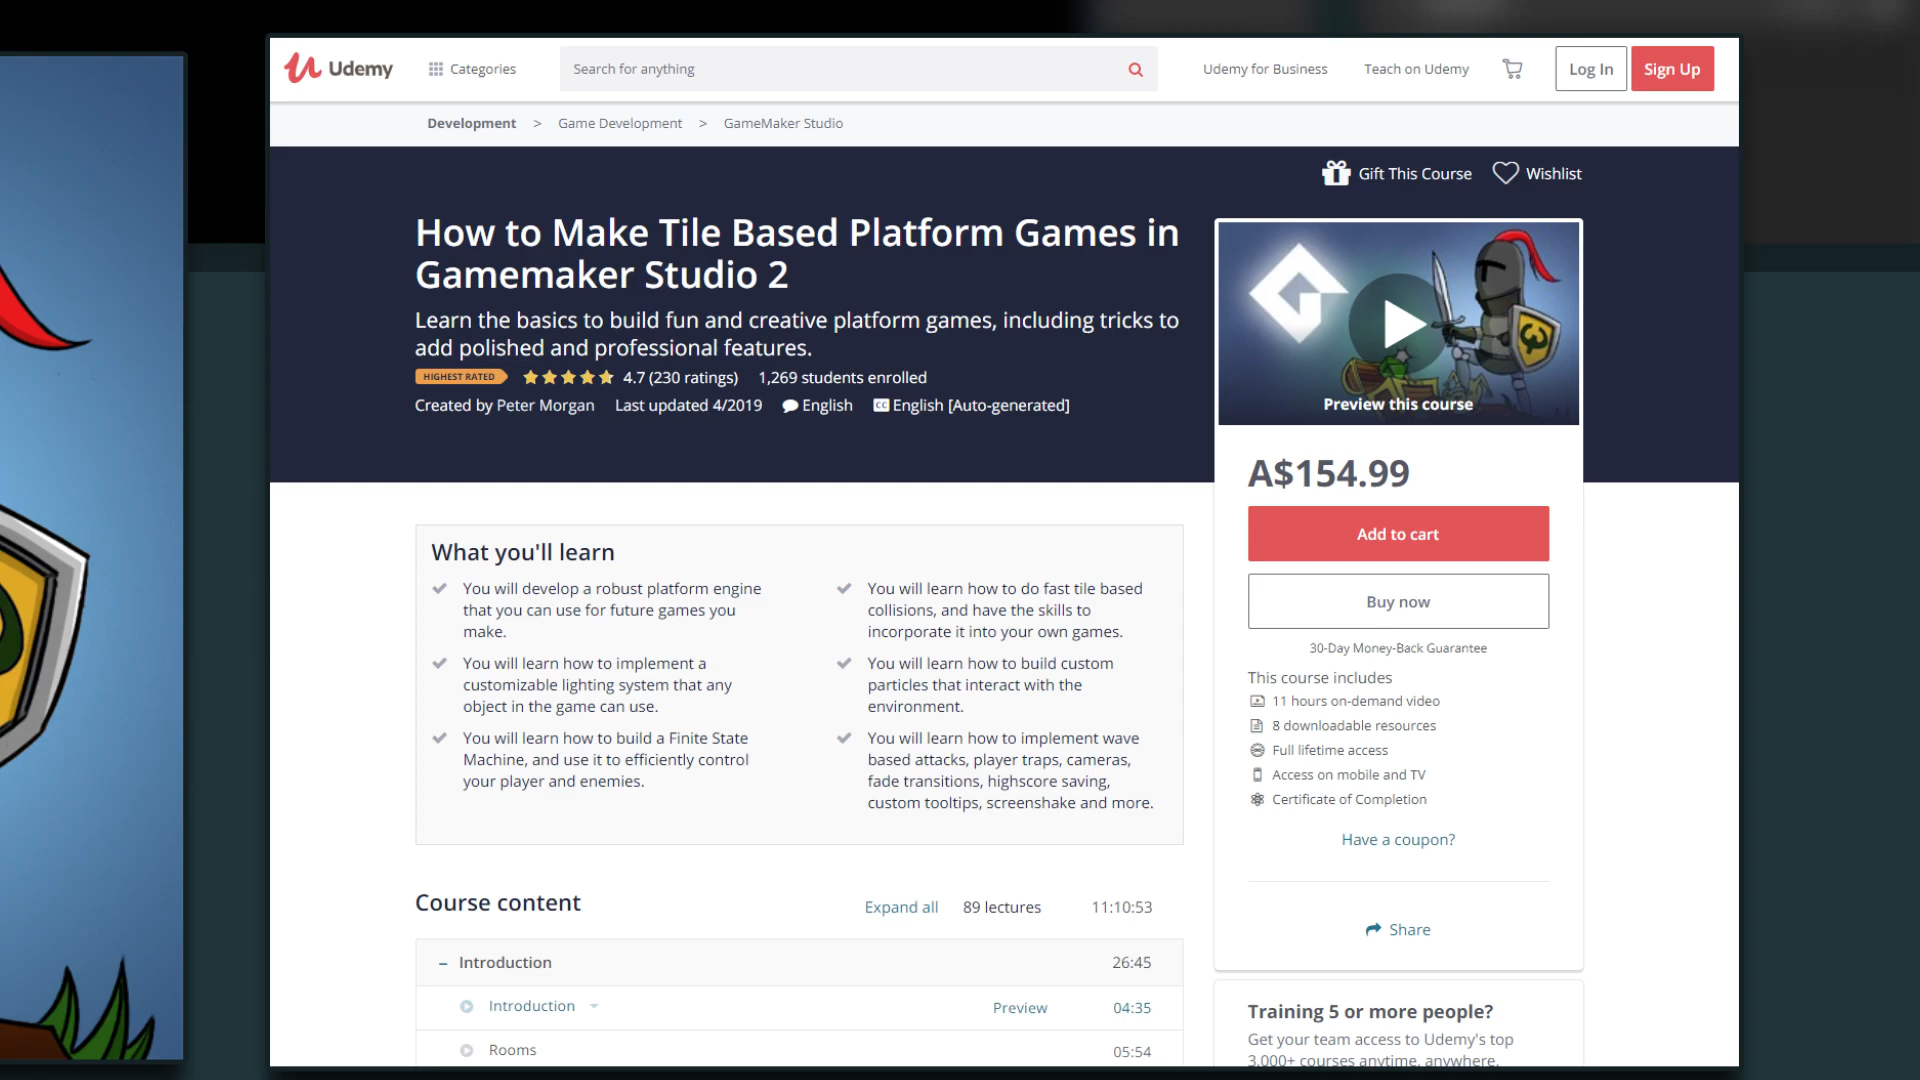 Udemy
Categories
Search for anything
Udemy for Business
Teach on Udemy
Log In
Sign Up
Development > Game Development > GameMaker Studio
Gift This Course
Wishlist
How to Make Tile Based Platform Games in
Gamemaker Studio 2
Learn the basics to build fun and creative platform games, including tricks to
add polished and professional features.
HIGHEST RATED 4.7 (230 ratings) 1,269 students enrolled
Created by Peter Morgan Last updated 4/2019 English CC English [Auto-generated]
Preview this course
A$154.99
Add to cart
Buy now
30-Day Money-Back Guarantee
This course includes
11 hours on-demand video
8 downloadable resources
Full lifetime access
Access on mobile and TV
Certificate of Completion
Have a coupon?
Share
What you'll learn
You will develop a robust platform engine
that you can use for future games you
make.
You will learn how to implement a
customizable lighting system that any
object in the game can use.
You will learn how to build a Finite State
Machine, and use it to efficiently control
your player and enemies.
You will learn how to do fast tile based
collisions, and have the skills to
incorporate it into your own games.
You will learn how to build custom
particles that interact with the
environment.
You will learn how to implement wave
based attacks, player traps, cameras,
fade transitions, highscore saving,
custom tooltips, screenshake and more.
Course content
Expand all 89 lectures 11:10:53
– Introduction 26:45
Introduction Preview 04:35
Rooms 05:54
Training 5 or more people?
Get your team access to Udemy's top
3,000+ courses anytime, anywhere.